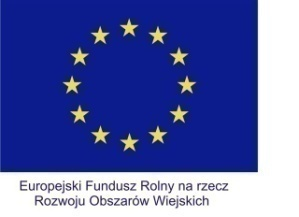 Europejski Fundusz Rolny na rzecz
Rozwoju Obszarów Wiejskich